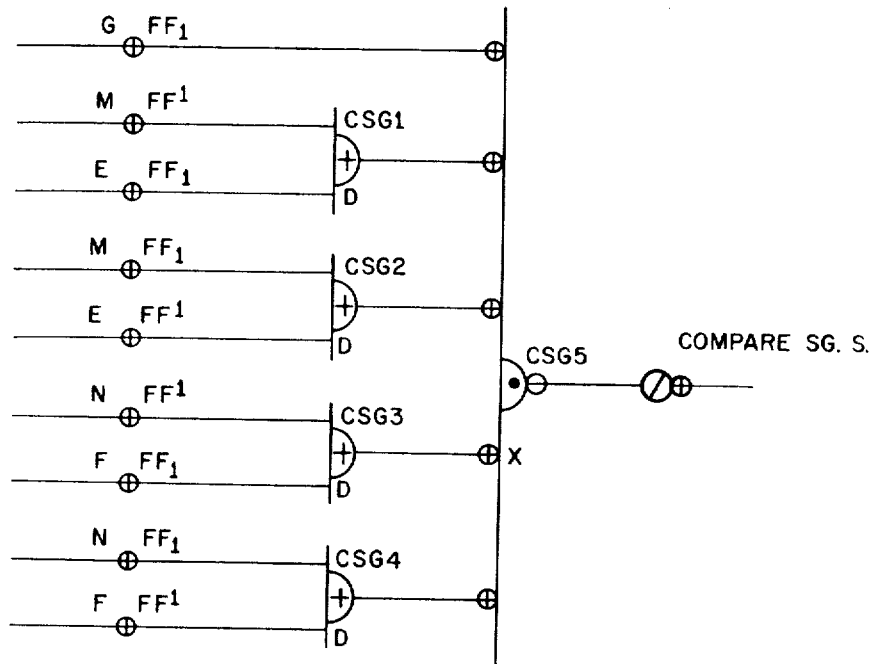 G FF₁
M FF¹
CSG1
E FF₁
D
M FF₁
CSG2
E FF¹
D
COMPARE SG. S.
CSG5
N FF¹
CSG3
F FF₁
X
D
N FF₁
CSG4
F FF¹
D